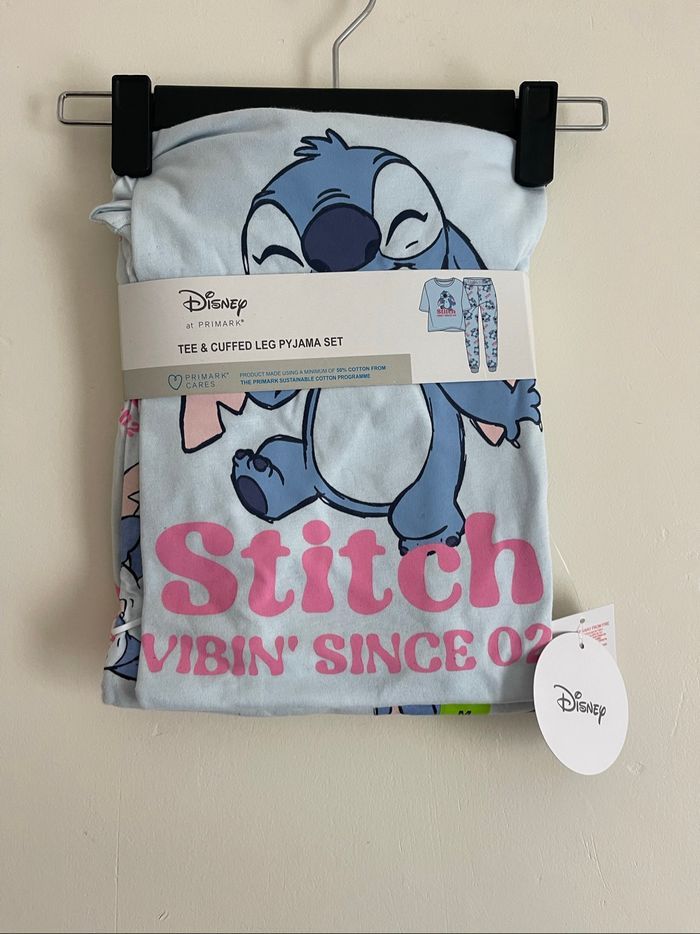 Disney
at PRIMARK®
TEE & CUFFED LEG PYJAMA SET
PRIMARK®
CARES
PRODUCT MADE USING A MINIMUM OF 50% COTTON FROM
THE PRIMARK SUSTAINABLE COTTON PROGRAMME
Stitch
Stitch
VIBIN' SINCE 02
M
Disney